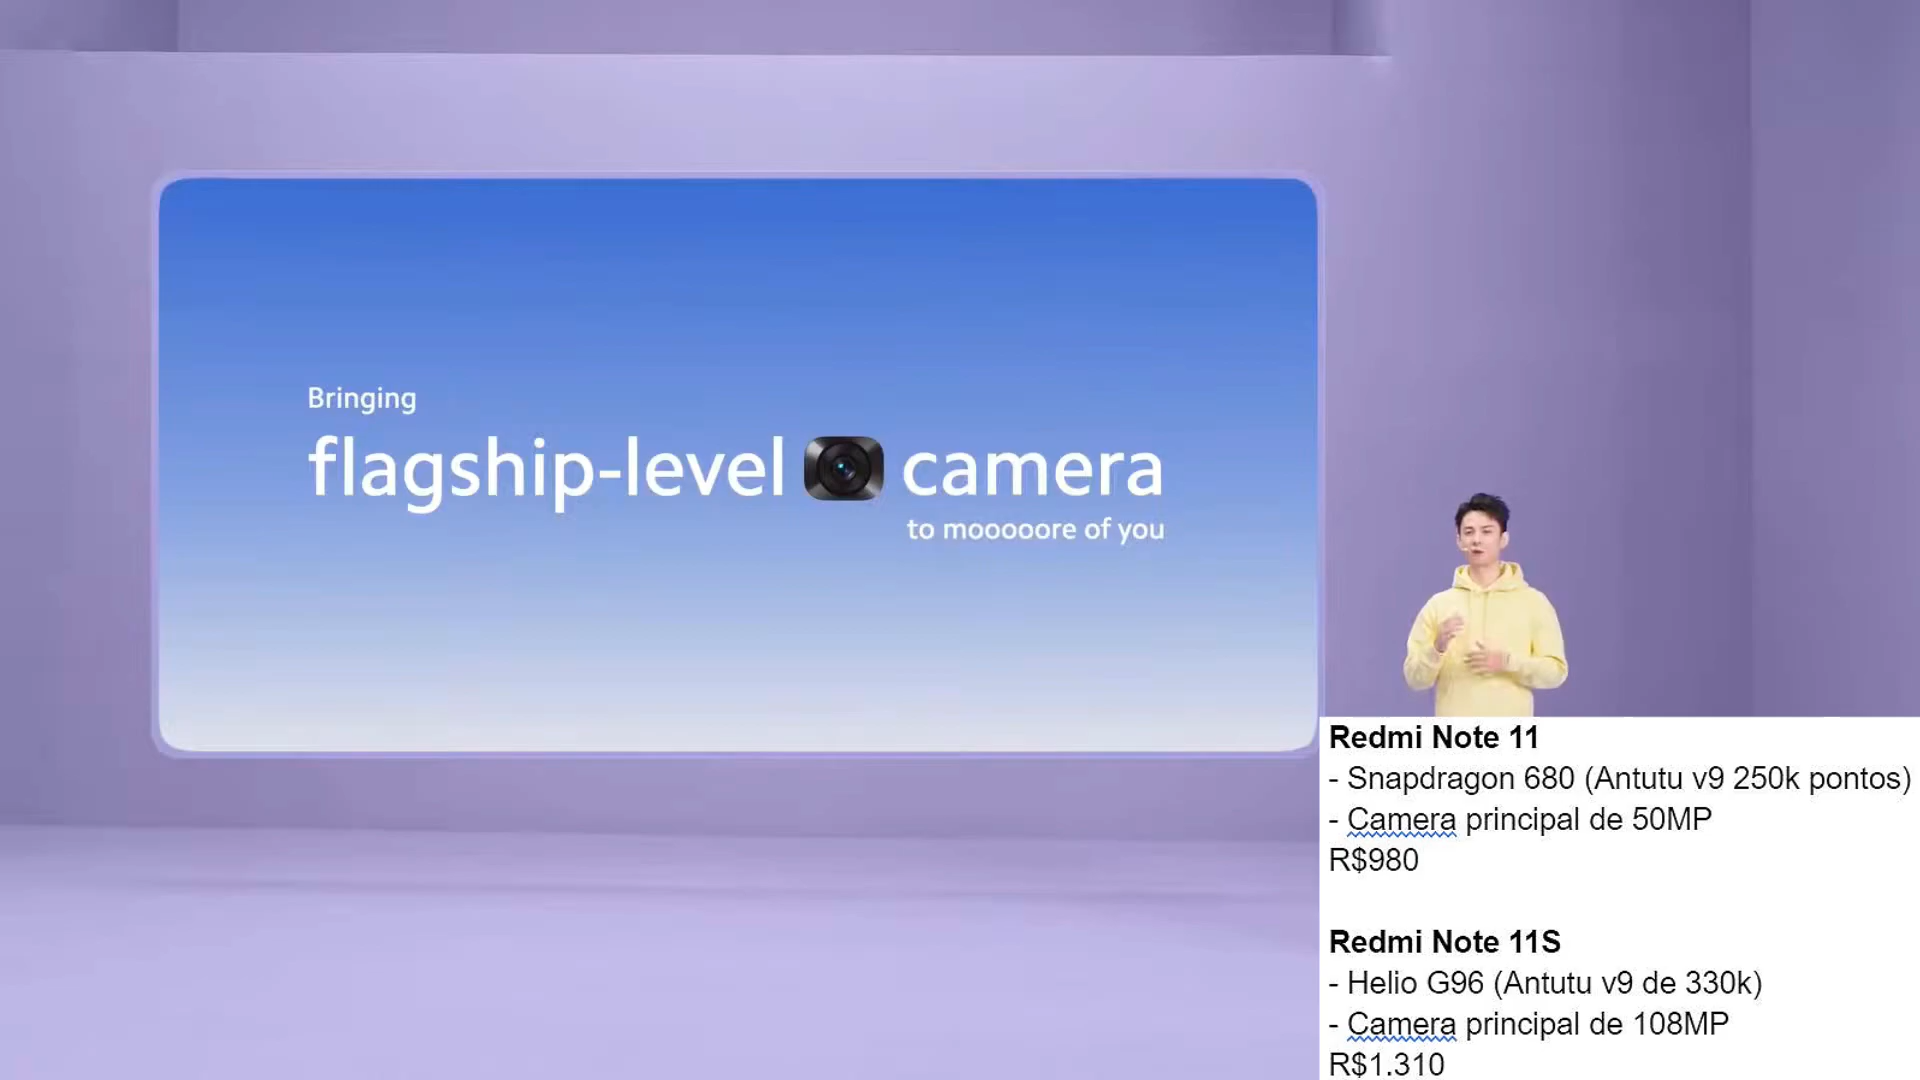 Bringing
flagship-level camera
to mooooore of you
Redmi Note 11
- Snapdragon 680 (Antutu v9 250k pontos)
- Camera principal de 50MP
R$980
Redmi Note 11S
- Helio G96 (Antutu v9 de 330k)
- Camera principal de 108MP
R$1.310